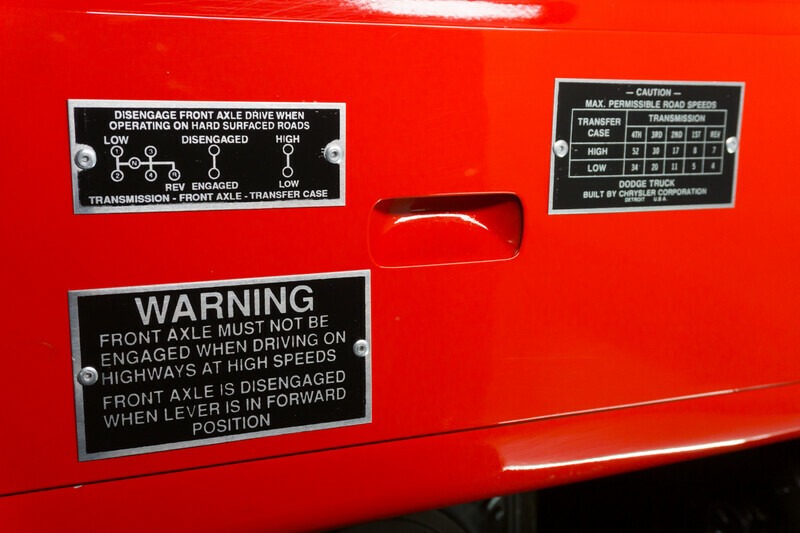 DISENGAGE FRONT AXLE DRIVE WHEN
OPERATING ON HARD SURFACED ROADS
LOW DISENGAGED HIGH
1 3
N
2 4 R
REV ENGAGED LOW
TRANSMISSION - FRONT AXLE - TRANSFER CASE
— CAUTION —
MAX. PERMISSIBLE ROAD SPEEDS
TRANSFER CASE TRANSMISSION
4TH 3RD 2ND 1ST REV
HIGH 52 30 17 8 7
LOW 34 20 11 5 4
DODGE TRUCK
BUILT BY CHRYSLER CORPORATION
DETROIT U.S.A.
WARNING
FRONT AXLE MUST NOT BE
ENGAGED WHEN DRIVING ON
HIGHWAYS AT HIGH SPEEDS
FRONT AXLE IS DISENGAGED
WHEN LEVER IS IN FORWARD
POSITION